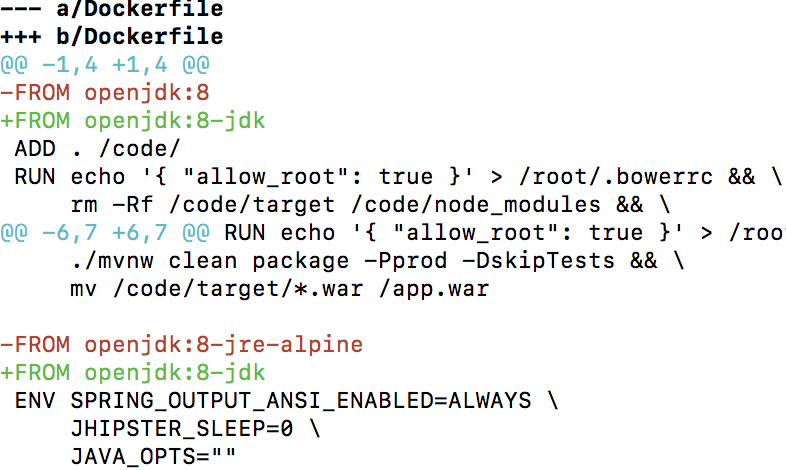 --- a/Dockerfile
+++ b/Dockerfile
@@ -1,4 +1,4 @@
-FROM openjdk:8
+FROM openjdk:8-jdk
 ADD . /code/
 RUN echo '{ "allow_root": true }' > /root/.bowerrc && \
     rm -Rf /code/target /code/node_modules && \
@@ -6,7 +6,7 @@ RUN echo '{ "allow_root": true }' > /roo
     ./mvnw clean package -Pprod -DskipTests && \
     mv /code/target/*.war /app.war

-FROM openjdk:8-jre-alpine
+FROM openjdk:8-jdk
 ENV SPRING_OUTPUT_ANSI_ENABLED=ALWAYS \
     JHIPSTER_SLEEP=0 \
     JAVA_OPTS=""